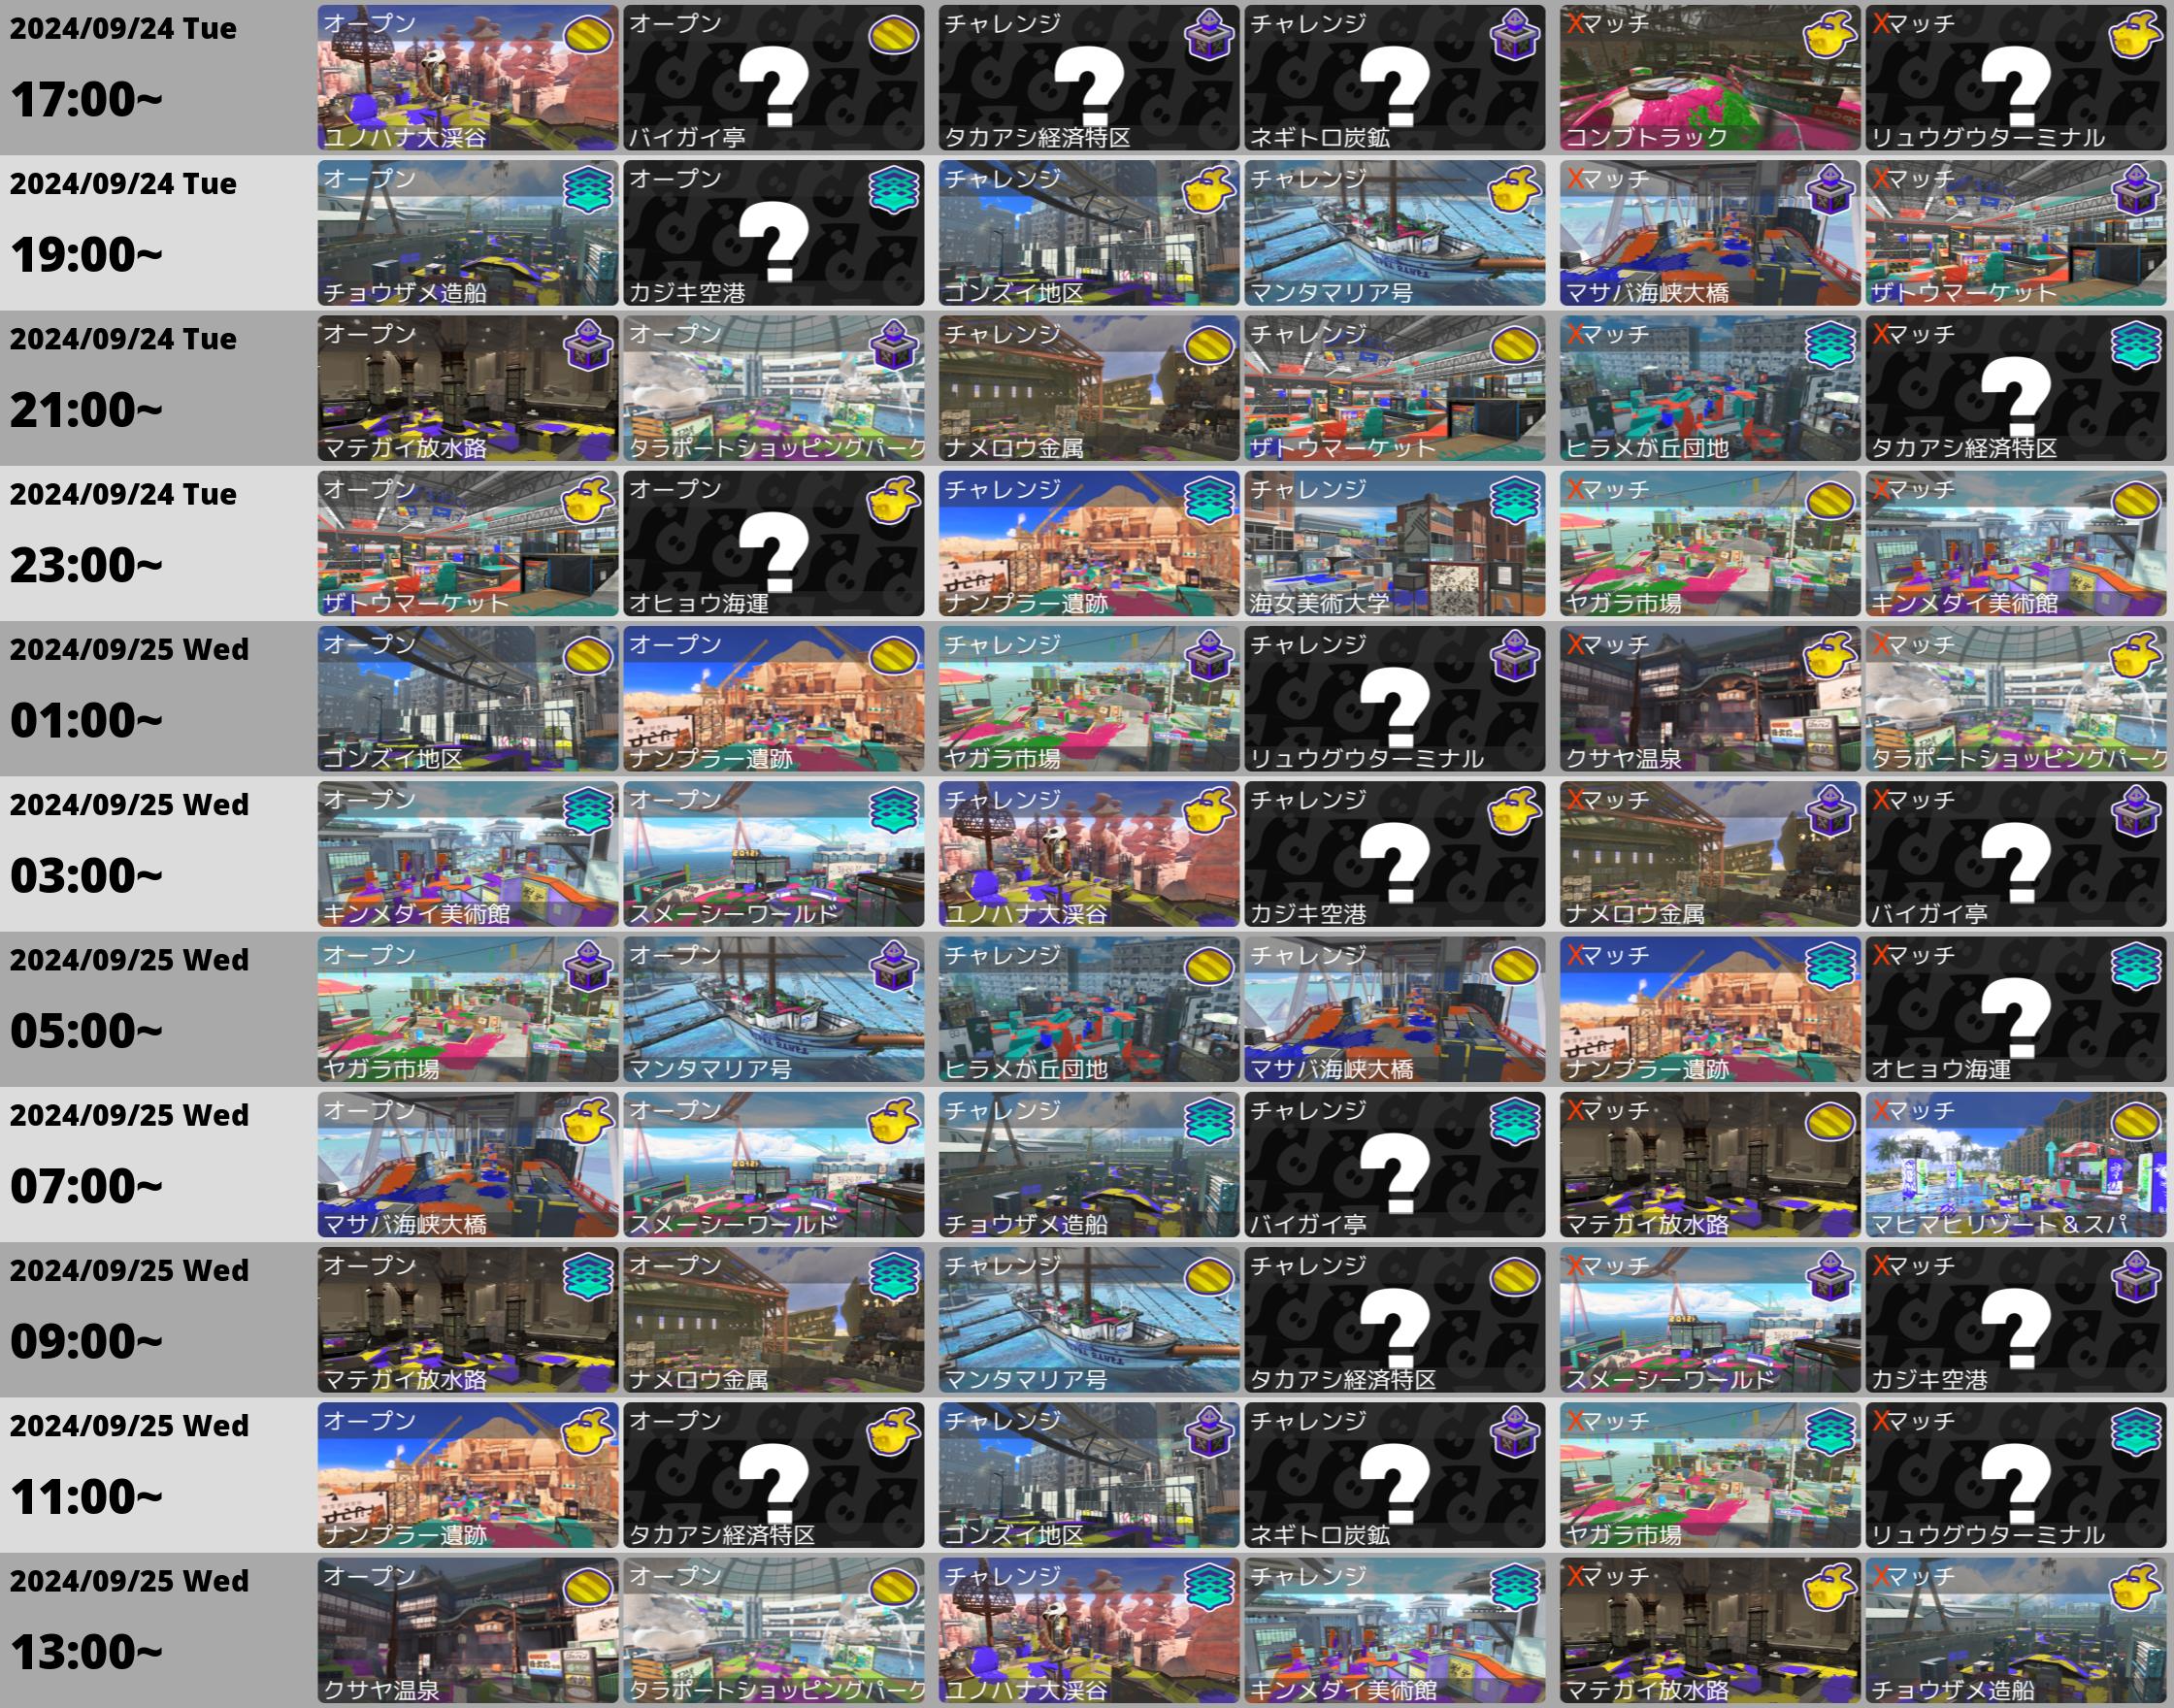 2024/09/24 Tue
17:00~
オープン
ユノハナ大渓谷
オープン
バイガイ亭
チャレンジ
タカアシ経済特区
チャレンジ
ネギトロ炭鉱
Xマッチ
コンブトラック
Xマッチ
リュウグウターミナル
2024/09/24 Tue
19:00~
オープン
チョウザメ造船
オープン
カジキ空港
チャレンジ
ゴンズイ地区
チャレンジ
マンタマリア号
Xマッチ
マサバ海峡大橋
Xマッチ
ザトウマーケット
2024/09/24 Tue
21:00~
オープン
マテガイ放水路
オープン
タラポートショッピングパーク
チャレンジ
ナメロウ金属
チャレンジ
ザトウマーケット
Xマッチ
ヒラメが丘団地
Xマッチ
タカアシ経済特区
2024/09/24 Tue
23:00~
オープン
ザトウマーケット
オープン
オヒョウ海運
チャレンジ
ナンプラー遺跡
チャレンジ
海女美術大学
Xマッチ
ヤガラ市場
Xマッチ
キンメダイ美術館
2024/09/25 Wed
01:00~
オープン
ゴンズイ地区
オープン
ナンプラー遺跡
チャレンジ
ヤガラ市場
チャレンジ
リュウグウターミナル
Xマッチ
クサヤ温泉
Xマッチ
タラポートショッピングパーク
2024/09/25 Wed
03:00~
オープン
キンメダイ美術館
オープン
スメーシーワールド
チャレンジ
ユノハナ大渓谷
チャレンジ
カジキ空港
Xマッチ
ナメロウ金属
Xマッチ
バイガイ亭
2024/09/25 Wed
05:00~
オープン
ヤガラ市場
オープン
マンタマリア号
チャレンジ
ヒラメが丘団地
チャレンジ
マサバ海峡大橋
Xマッチ
ナンプラー遺跡
Xマッチ
オヒョウ海運
2024/09/25 Wed
07:00~
オープン
マサバ海峡大橋
オープン
スメーシーワールド
チャレンジ
チョウザメ造船
チャレンジ
バイガイ亭
Xマッチ
マテガイ放水路
Xマッチ
マヒマヒリゾート&スパ
2024/09/25 Wed
09:00~
オープン
マテガイ放水路
オープン
ナメロウ金属
チャレンジ
マンタマリア号
チャレンジ
タカアシ経済特区
Xマッチ
スメーシーワールド
Xマッチ
カジキ空港
2024/09/25 Wed
11:00~
オープン
ナンプラー遺跡
オープン
タカアシ経済特区
チャレンジ
ゴンズイ地区
チャレンジ
ネギトロ炭鉱
Xマッチ
ヤガラ市場
Xマッチ
リュウグウターミナル
2024/09/25 Wed
13:00~
オープン
クサヤ温泉
オープン
タラポートショッピングパーク
チャレンジ
ユノハナ大渓谷
チャレンジ
キンメダイ美術館
Xマッチ
マテガイ放水路
Xマッチ
チョウザメ造船